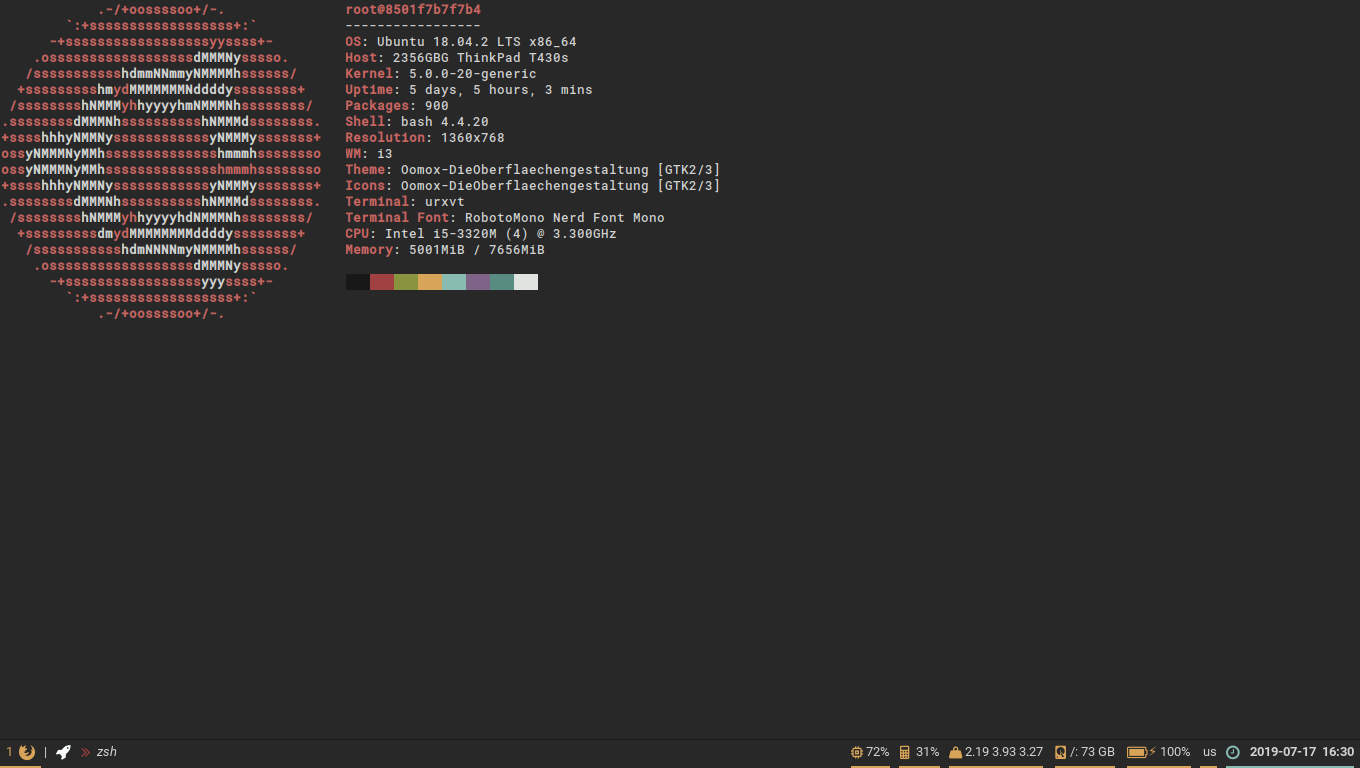 .-/+oossssoo+/-.
`:+ssssssssssssssssss+:`
-+ssssssssssssssssssyyssss+-
.ossssssssssssssssssdMMMNysssso.
/ssssssssssshdmmNNmmyNMMMMhssssss/
+ssssssssshmydMMMMMMMNddddyssssssss+
/sssssssshNMMMyhhyyyyhmNMMMNhssssssss/
.ssssssssdMMMNhsssssssssshNMMMdssssssss.
+sssshhhyNMMNyssssssssssssyNMMMysssssss+
ossyNMMMNyMMhsssssssssssssshmmmhssssssso
ossyNMMMNyMMhsssssssssssssshmmmhssssssso
+sssshhhyNMMNyssssssssssssyNMMMysssssss+
.ssssssssdMMMNhsssssssssshNMMMdssssssss.
/sssssssshNMMMyhhyyyyhdNMMMNhssssssss/
+sssssssssdmydMMMMMMMMddddyssssssss+
/ssssssssssshdmNNNNmyNMMMMhssssss/
.ossssssssssssssssssdMMMNysssso.
-+sssssssssssssssssyyyssss+-
`:+ssssssssssssssssss+:`
.-/+oossssoo+/-.
root@8501f7b7f7b4
-----------------
OS: Ubuntu 18.04.2 LTS x86_64
Host: 2356GBG ThinkPad T430s
Kernel: 5.0.0-20-generic
Uptime: 5 days, 5 hours, 3 mins
Packages: 900
Shell: bash 4.4.20
Resolution: 1360x768
WM: i3
Theme: Oomox-DieOberflaechengestaltung [GTK2/3]
Icons: Oomox-DieOberflaechengestaltung [GTK2/3]
Terminal: urxvt
Terminal Font: RobotoMono Nerd Font Mono
CPU: Intel i5-3320M (4) @ 3.300GHz
Memory: 5001MiB / 7656MiB
1 | » zsh 72% 31% 2.19 3.93 3.27 /: 73 GB 100% us 2019-07-17 16:30